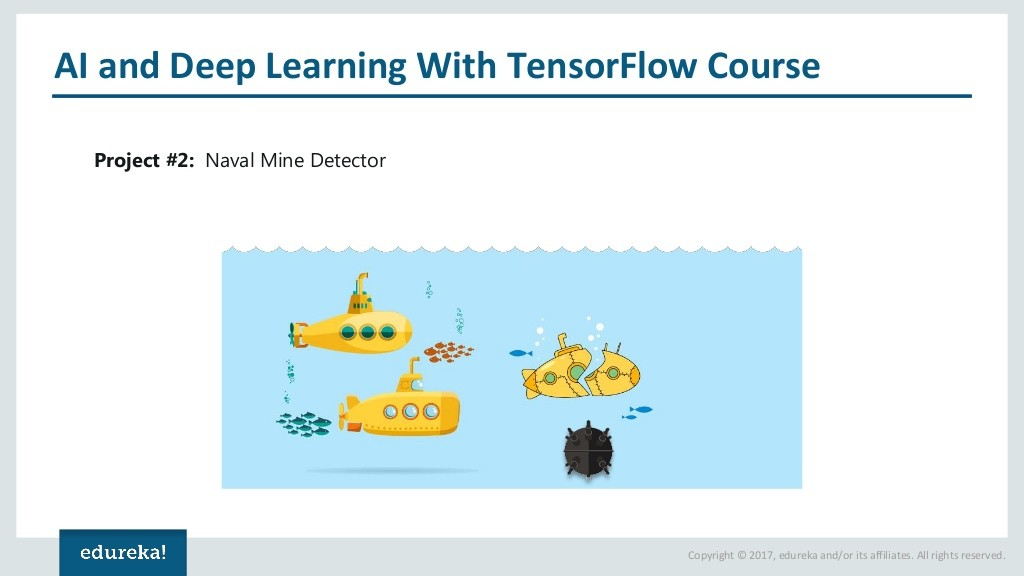 AI and Deep Learning With TensorFlow Course
Project #2: Naval Mine Detector
edureka!
Copyright © 2017, edureka and/or its affiliates. All rights reserved.